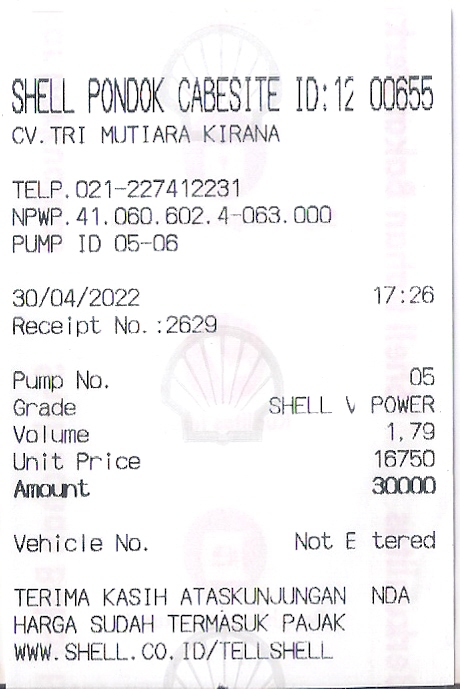 SHELL PONDOK CABESITE ID:12 00655
CV.TRI MUTIARA KIRANA
TELP.021-227412231
NPWP.41.060.602.4-063.000
PUMP ID 05-06
30/04/2022 17:26
Receipt No.:2629
Pump No. 05
Grade SHELL V POWER
Volume 1,79
Unit Price 16750
Amount 30000
Vehicle No. Not E tered
TERIMA KASIH ATASKUNJUNGAN NDA
HARGA SUDAH TERMASUK PAJAK
WWW.SHELL.CO.ID/TELLSHELL